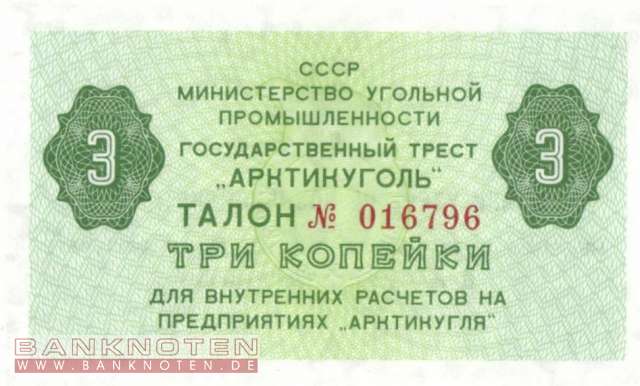 СССР
МИНИСТЕРСТВО УГОЛЬНОЙ
ПРОМЫШЛЕННОСТИ
ГОСУДАРСТВЕННЫЙ ТРЕСТ
„АРКТИКУГОЛЬ"
3
3
ТАЛОН № 016796
ТРИ КОПЕЙКИ
ДЛЯ ВНУТРЕННИХ РАСЧЕТОВ НА
ПРЕДПРИЯТИЯХ „АРКТИКУГЛЯ"
BANKNOTEN
WWW.BANKNOTEN.DE